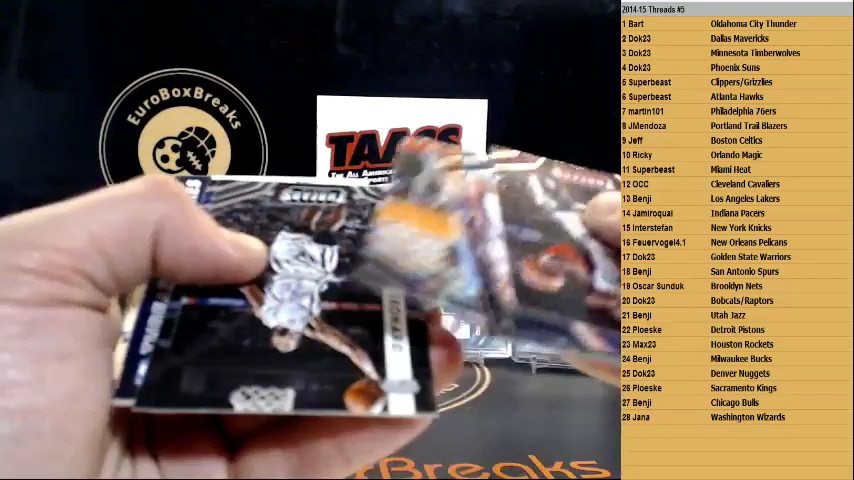 2014-15 Threads #5
1 Bart Oklahoma City Thunder
2 Dok23 Dallas Mavericks
3 Dok23 Minnesota Timberwolves
4 Dok23 Phoenix Suns
5 Superbeast Clippers/Grizzlies
6 Superbeast Atlanta Hawks
7 martin101 Philadelphia 76ers
8 JMendoza Portland Trail Blazers
9 Jeff Boston Celtics
10 Ricky Orlando Magic
11 Superbeast Miami Heat
12 OCC Cleveland Cavaliers
13 Benji Los Angeles Lakers
14 Jamiroquai Indiana Pacers
15 Interstefan New York Knicks
16 Feuervogel4.1 New Orleans Pelicans
17 Dok23 Golden State Warriors
18 Benji San Antonio Spurs
19 Oscar Sunduk Brooklyn Nets
20 Dok23 Bobcats/Raptors
21 Benji Utah Jazz
22 Ploeske Detroit Pistons
23 Max23 Houston Rockets
24 Benji Milwaukee Bucks
25 Dok23 Denver Nuggets
26 Ploeske Sacramento Kings
27 Benji Chicago Bulls
28 Jana Washington Wizards
EuroBoxBreaks
TAACS
Breaks